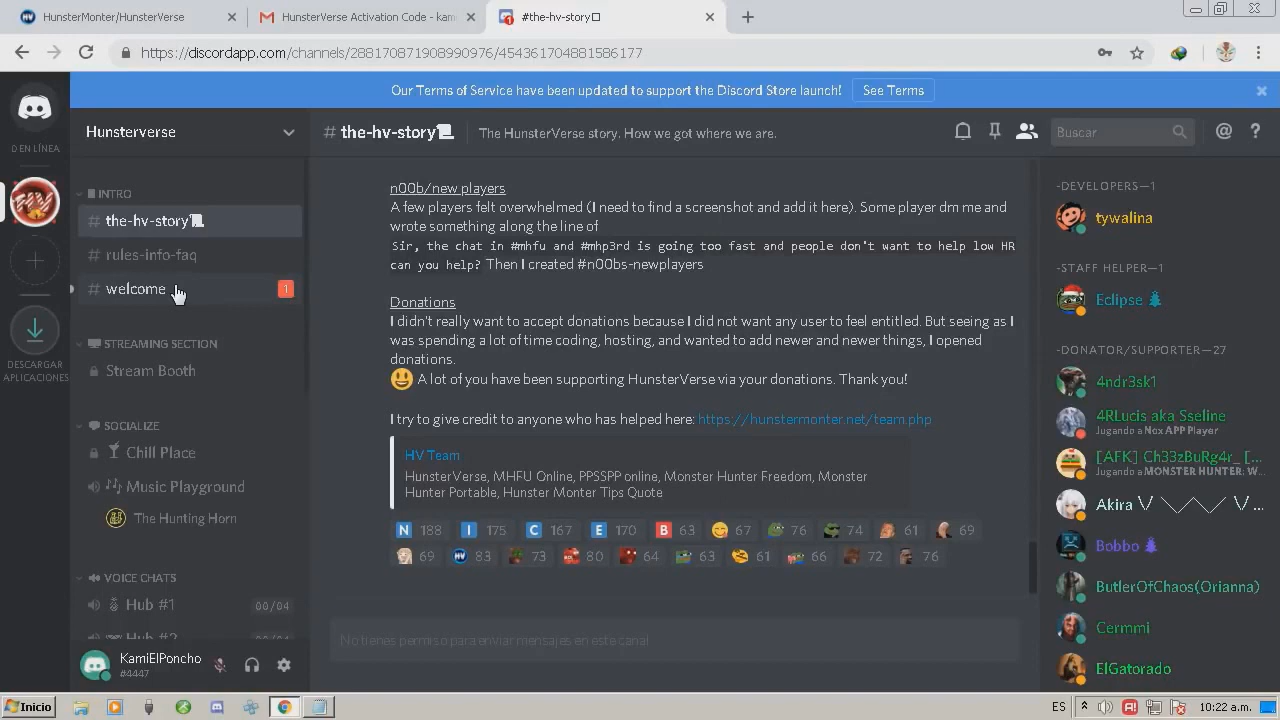 HunsterMonter/HunsterVerse
HunsterVerse Activation Code - kam
#the-hv-story
https://discordapp.com/channels/288170871908990976/454361704881586177
Our Terms of Service have been updated to support the Discord Store launch! See Terms
0 EN LÍNEA
DESCARGAR
APLICACIONES
Hunsterverse
INTRO
# the-hv-story
# rules-info-faq
# welcome 1
STREAMING SECTION
Stream Booth
SOCIALIZE
Chill Place
Music Playground
The Hunting Horn
VOICE CHATS
Hub #1 00/04
Hub #2 00/04
KamiElPoncho
#4447
# the-hv-story The HunsterVerse story. How we got where we are.
Buscar
n00b/new players
A few players felt overwhelmed (I need to find a screenshot and add it here). Some player dm me and
wrote something along the line of
Sir, the chat in #mhfu and #mhp3rd is going too fast and people don't want to help low HR
can you help? Then I created #n00bs-newplayers
Donations
I didn't really want to accept donations because I did not want any user to feel entitled. But seeing as I
was spending a lot of time coding, hosting, and wanted to add newer and newer things, I opened
donations.
A lot of you have been supporting HunsterVerse via your donations. Thank you!
I try to give credit to anyone who has helped here: https://hunstermonter.net/team.php
HV Team
HunsterVerse, MHFU Online, PPSSPP online, Monster Hunter Freedom, Monster
Hunter Portable, Hunster Monter Tips Quote
N 188 I 175 C 167 E 170 B 63 67 76 74 61 69
69 83 73 80 64 63 61 66 72 76
No tienes permiso para enviar mensajes en este canal
-DEVELOPERS—1
tywalina
-STAFF HELPER—1
Eclipse
-DONATOR/SUPPORTER—27
4ndr3sk1
4RLucis aka Sseline
Jugando a Nox APP Player
[AFK] Ch33zBuRg4r_ [...
Jugando a MONSTER HUNTER: W...
Akira \/ ╲╱╲╱ \/ ...
Bobbo
ButlerOfChaos(Orianna)
Cermmi
ElGatorado
Inicio
ES
10:22 a.m.